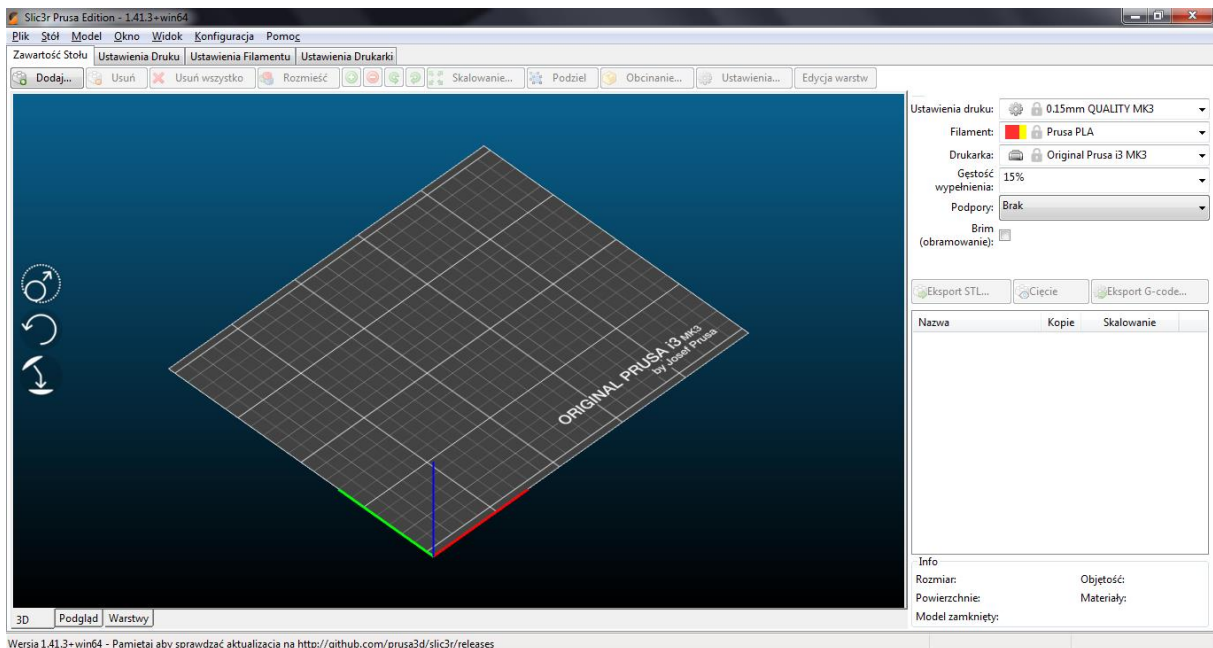 Slic3r Prusa Edition - 1.41.3+win64
Plik Stół Model Okno Widok Konfiguracja Pomoc
Zawartość Stołu Ustawienia Druku Ustawienia Filamentu Ustawienia Drukarki
Dodaj... Usuń Usuń wszystko Rozmieść Skalowanie... Podziel Obcinanie... Ustawienia... Edycja warstw
Ustawienia druku: 0.15mm QUALITY MK3
Filament: Prusa PLA
Drukarka: Original Prusa i3 MK3
Gęstość
wypełnienia: 15%
Podpory: Brak
Brim
(obramowanie):
Eksport STL... Cięcie Eksport G-code...
Nazwa Kopie Skalowanie
ORIGINAL PRUSA i3 MK3
by Josef Prusa
Info
Rozmiar: Objętość:
Powierzchnie: Materiały:
Model zamknięty:
3D Podgląd Warstwy
Wersja 1.41.3+win64 - Pamiętaj aby sprawdzać aktualizacja na http://github.com/prusa3d/slic3r/releases